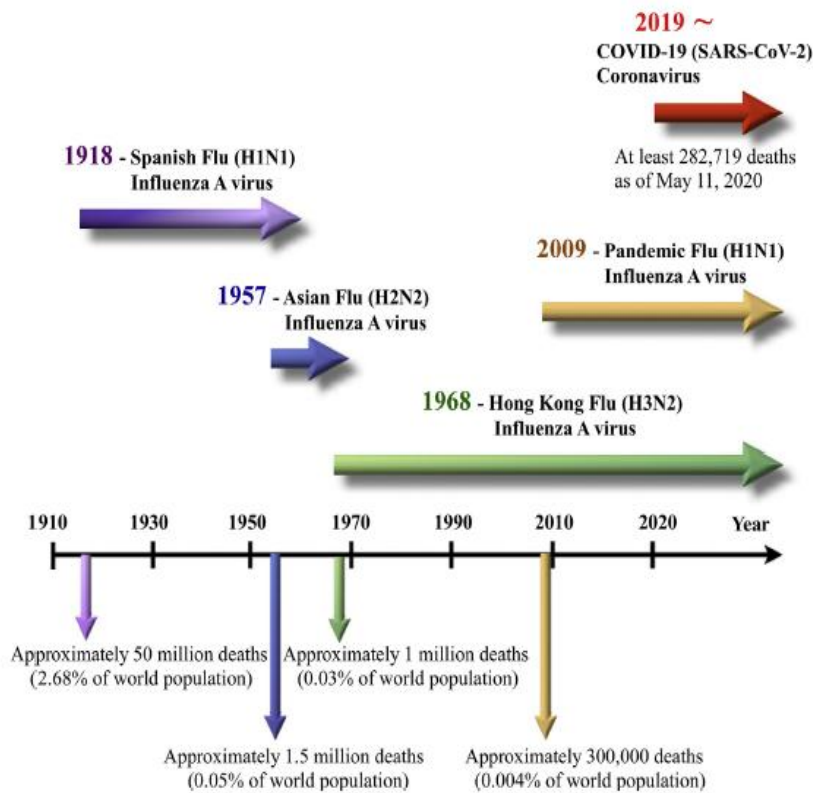 2019 ~
COVID-19 (SARS-CoV-2)
Coronavirus
At least 282,719 deaths
as of May 11, 2020
1918 - Spanish Flu (H1N1)
Influenza A virus
2009 - Pandemic Flu (H1N1)
Influenza A virus
1957 - Asian Flu (H2N2)
Influenza A virus
1968 - Hong Kong Flu (H3N2)
Influenza A virus
1910 1930 1950 1970 1990 2010 2020 Year
Approximately 50 million deaths
(2.68% of world population)
Approximately 1 million deaths
(0.03% of world population)
Approximately 1.5 million deaths
(0.05% of world population)
Approximately 300,000 deaths
(0.004% of world population)